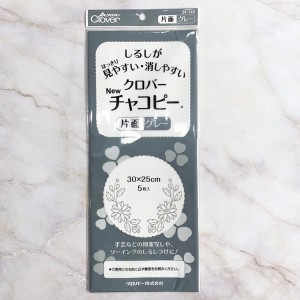 Clover
片面 グレー
しるしが
はっきり
見やすい・消しやすい
クロバー
New チャコピー®
片面 グレー
30×25cm
5枚入
手芸などの図案写しや、
ソーイングのしるしつけに!
クロバー株式会社